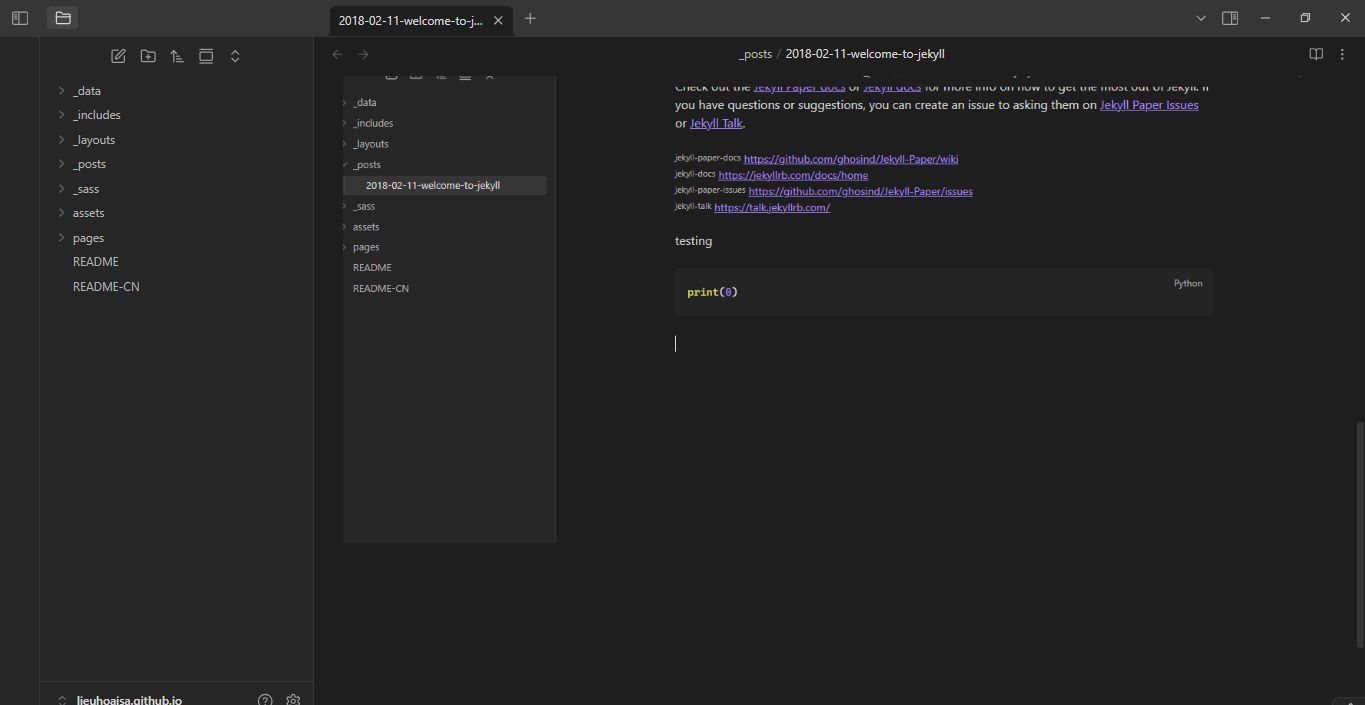 2018-02-11-welcome-to-j...
_posts / 2018-02-11-welcome-to-jekyll
_data
_includes
_layouts
_posts
_sass
assets
pages
README
README-CN
lieuhoaisa.github.io
_data
_includes
_layouts
_posts
2018-02-11-welcome-to-jekyll
_sass
assets
pages
README
README-CN
Check out the Jekyll Paper docs or Jekyll docs for more info on how to get the most out of Jekyll. If
you have questions or suggestions, you can create an issue to asking them on Jekyll Paper Issues
or Jekyll Talk.
jekyll-paper-docs https://github.com/ghosind/Jekyll-Paper/wiki
jekyll-docs https://jekyllrb.com/docs/home
jekyll-paper-issues https://github.com/ghosind/Jekyll-Paper/issues
jekyll-talk https://talk.jekyllrb.com/
testing
Python
print(0)